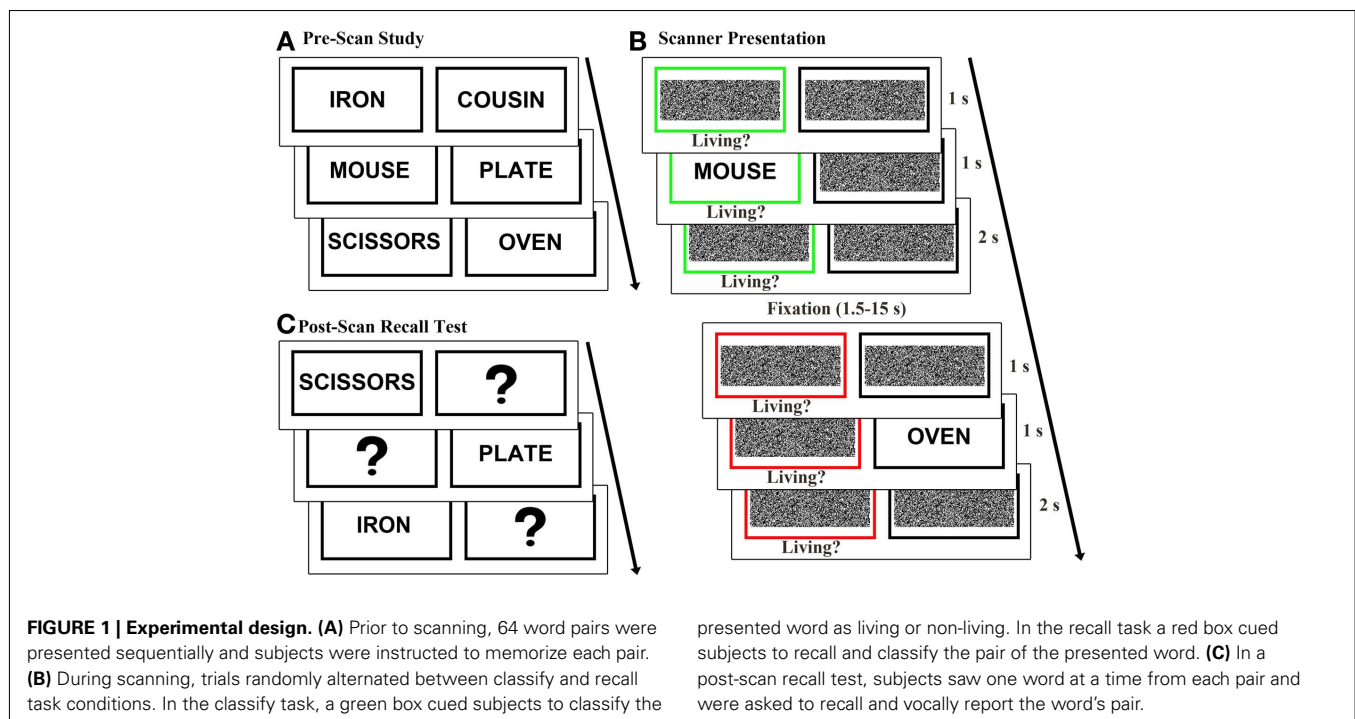 A Pre-Scan Study
IRON COUSIN
MOUSE PLATE
SCISSORS OVEN
B Scanner Presentation
1 s
Living?
MOUSE
1 s
Living?
2 s
Living?
Fixation (1.5-15 s)
1 s
Living?
OVEN
1 s
Living?
2 s
Living?
C Post-Scan Recall Test
SCISSORS ?
? PLATE
IRON ?
FIGURE 1 | Experimental design. (A) Prior to scanning, 64 word pairs were
presented sequentially and subjects were instructed to memorize each pair.
(B) During scanning, trials randomly alternated between classify and recall
task conditions. In the classify task, a green box cued subjects to classify the
presented word as living or non-living. In the recall task a red box cued
subjects to recall and classify the pair of the presented word. (C) In a
post-scan recall test, subjects saw one word at a time from each pair and
were asked to recall and vocally report the word's pair.